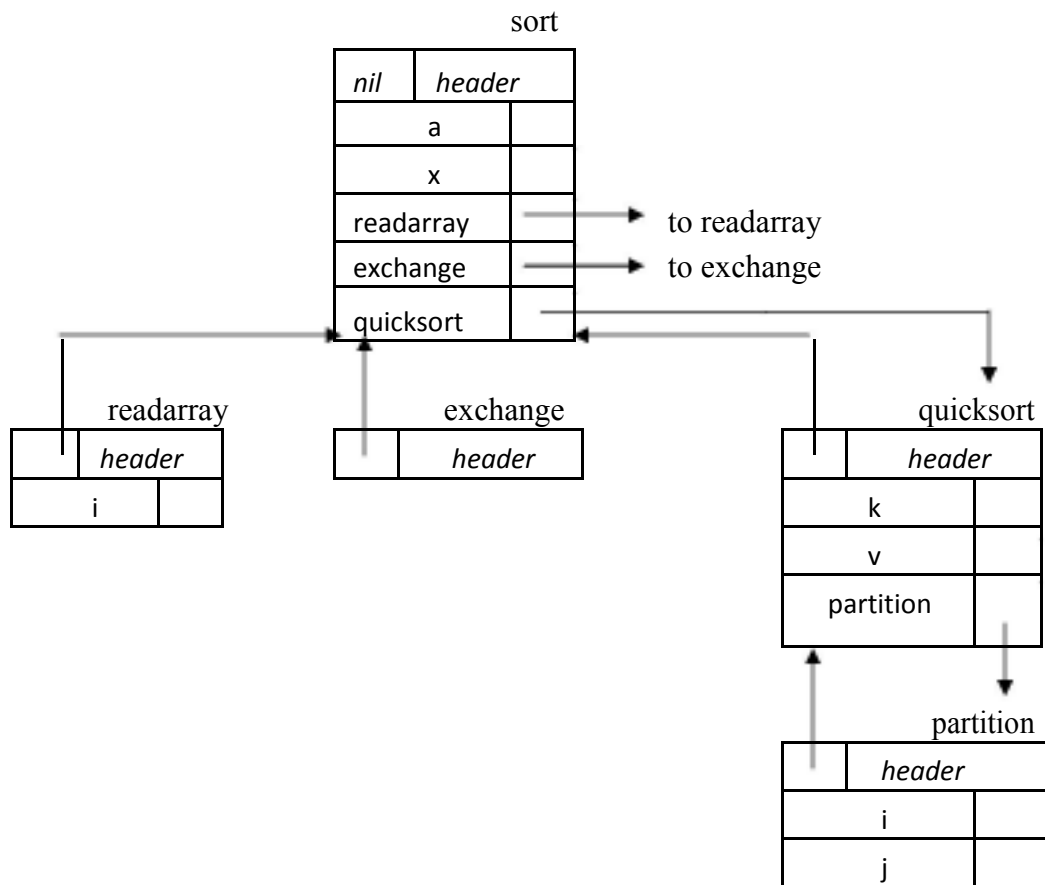 sort
nil header
a
x
readarray to readarray
exchange to exchange
quicksort
readarray exchange quicksort
header header header
i k
v
partition
partition
header
i
j